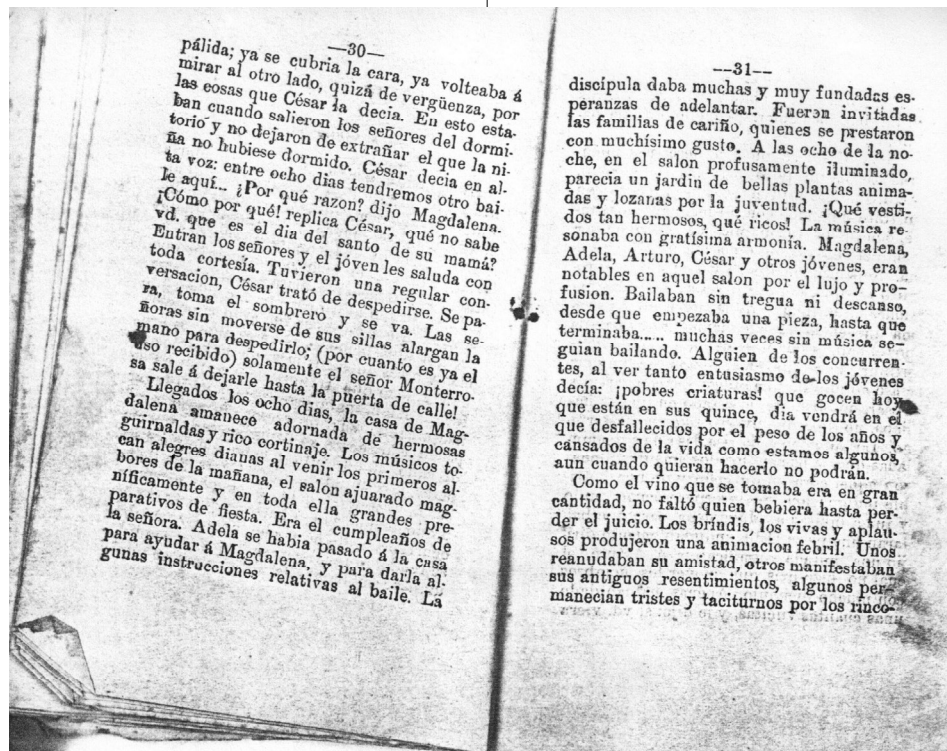 —30—
pálida; ya se cubria la cara, ya volteaba á
mirar al otro lado, quizá de vergüenza, por
las cosas que César la decia. En esto esta-
ban cuando salieron los señores del dormi-
torio y no dejaron de extrañar el que la ni-
ña no hubiese dormido. César decia en al-
ta voz: entre ocho dias tendremos otro bai-
le aquí... ¿Por qué razon? dijo Magdalena.
¡Cómo por qué! replica César, qué no sabe
vd. que es el dia del santo de su mamá?
Entran los señores y el jóven les saluda con
toda cortesía. Tuvieron una regular con-
versacion, César trató de despedirse. Se pa-
ra, toma el sombrero y se va. Las se-
ñoras sin moverse de sus sillas alargan la
mano para despedirlo; (por cuanto es ya el
uso recibido) solamente el señor Monterro-
sa sale á dejarle hasta la puerta de calle!
Llegados los ocho dias, la casa de Mag-
dalena amanece adornada de hermosas
guirnaldas y rico cortinaje. Los músicos to-
can alegres dianas al venir los primeros al-
bores de la mañana, el salon ajuarado mag-
níficamente y en toda ella grandes pre-
parativos de fiesta. Era el cumpleaños de
la señora. Adela se habia pasado á la casa
para ayudar á Magdalena, y para darla al-
gunas instrucciones relativas al baile. La
—31—
discípula daba muchas y muy fundadas es-
peranzas de adelantar. Fueron invitadas
las familias de cariño, quienes se prestaron
con muchísimo gusto. A las ocho de la no-
che, en el salon profusamente iluminado,
parecia un jardin de bellas plantas anima-
das y lozanas por la juventud. ¡Qué vesti-
dos tan hermosos, qué ricos! La música re-
sonaba con gratísima armonía. Magdalena,
Adela, Arturo, César y otros jóvenes, eran
notables en aquel salon por el lujo y pro-
fusion. Bailaban sin tregua ni descanso,
desde que empezaba una pieza, hasta que
terminaba..... muchas veces sin música se-
guian bailando. Alguien de los concurren
tes, al ver tanto entusiasmo de los jóvenes
decía: ¡pobres criaturas! que gocen hoy
que están en sus quince, dia vendrá en el
que desfallecidos por el peso de los años y
cansados de la vida como estamos algunos,
aun cuando quieran hacerlo no podrán.
Como el vino que se tomaba era en gran
cantidad, no faltó quien bebiera hasta per-
der el juicio. Los bríndis, los vivas y aplau-
sos produjeron una animacion febril. Unos
reanudaban su amistad, otros manifestaban
sus antiguos resentimientos, algunos per-
manecian tristes y taciturnos por los rinco-